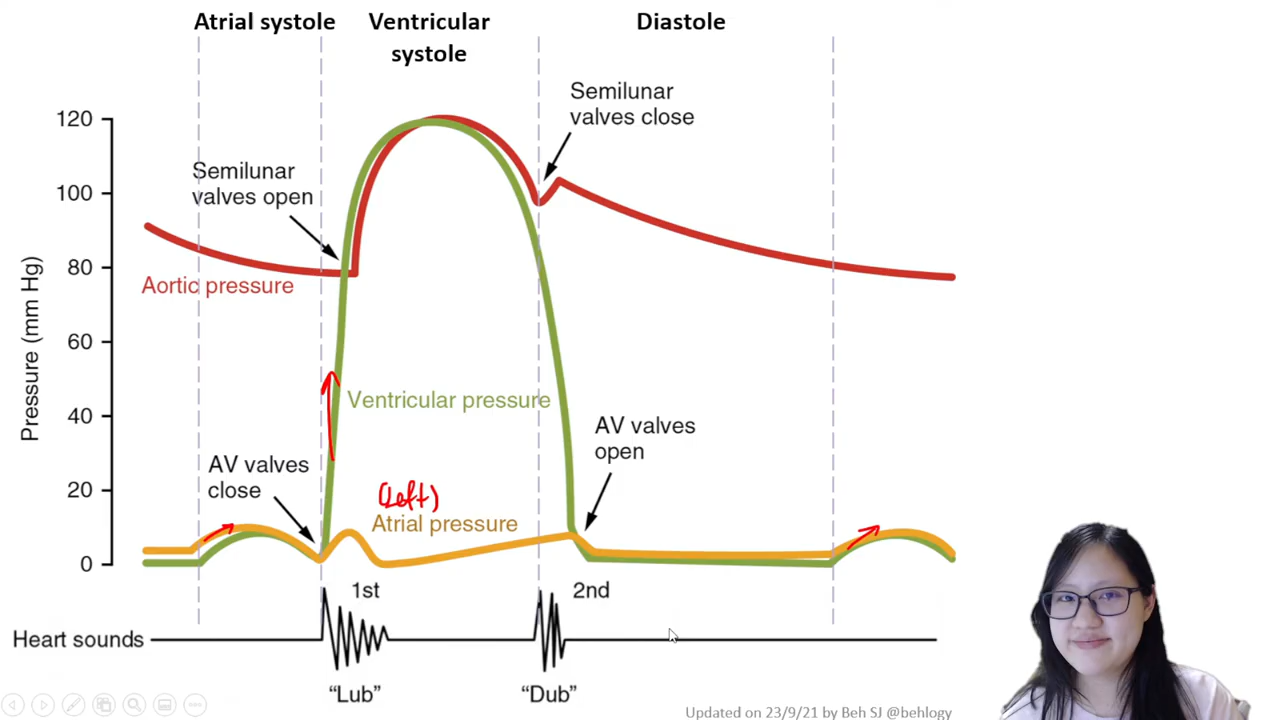 Atrial systole
Ventricular
systole
Diastole
Semilunar
valves close
120
Semilunar
valves open
100
80
Aortic pressure
60
Pressure (mm Hg)
Ventricular pressure
40
AV valves
open
AV valves
close
20
(Left)
Atrial pressure
0
1st
2nd
Heart sounds
“Lub”
“Dub”
Updated on 23/9/21 by Beh SJ @behlogy